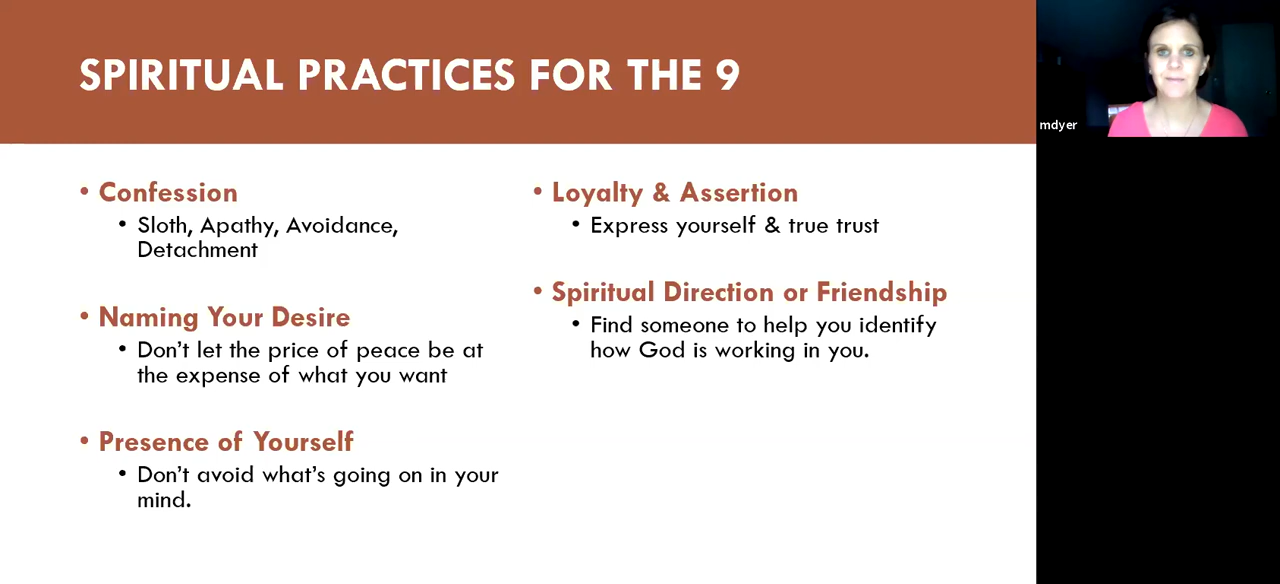 SPIRITUAL PRACTICES FOR THE 9
• Confession
• Sloth, Apathy, Avoidance,
Detachment
• Naming Your Desire
• Don't let the price of peace be at
the expense of what you want
• Presence of Yourself
• Don't avoid what's going on in your
mind.
• Loyalty & Assertion
• Express yourself & true trust
• Spiritual Direction or Friendship
• Find someone to help you identify
how God is working in you.
mdyer